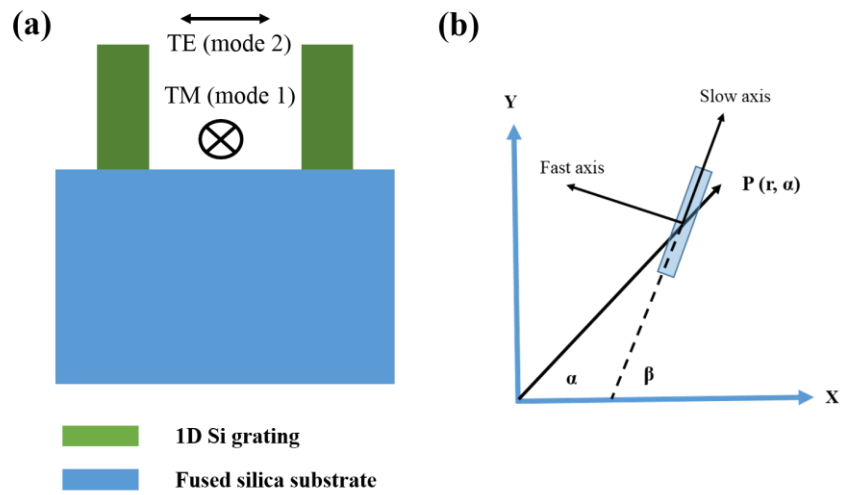 (a)
TE (mode 2)
TM (mode 1)
1D Si grating
Fused silica substrate
(b)
Y
Slow axis
Fast axis
P (r, α)
α
β
X